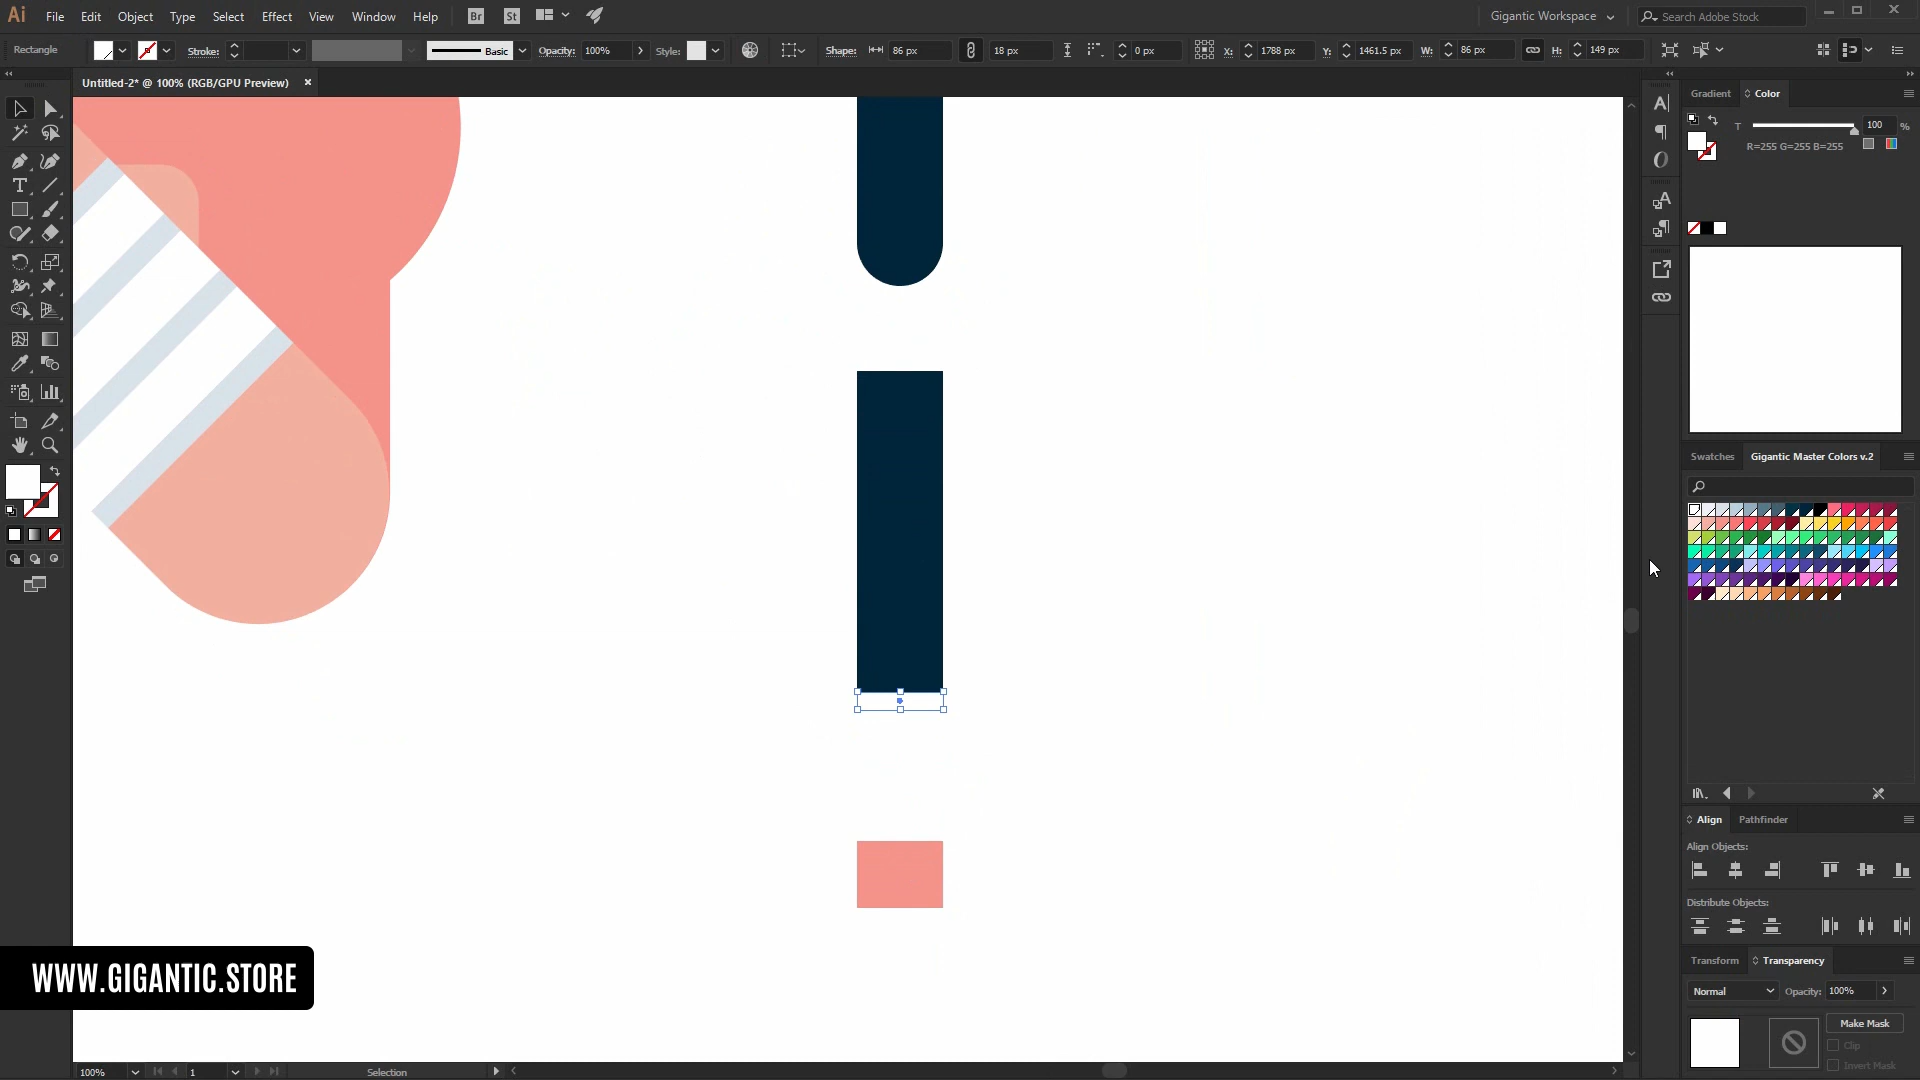 Ai File Edit Object Type Select Effect View Window Help Br St Gigantic Workspace Search Adobe Stock
Rectangle Stroke: Basic Opacity: 100% Style: Shape: 86 px 18 px 0 px X: 1788 px Y: 1461.5 px W: 86 px H: 149 px
Untitled-2* @ 100% (RGB/GPU Preview)
Gradient Color
T 100 %
R=255 G=255 B=255
Swatches Gigantic Master Colors v.2
Align Pathfinder
Align Objects:
Distribute Objects:
Transform Transparency
Normal Opacity: 100%
Make Mask
Clip
Invert Mask
WWW.GIGANTIC.STORE
100% 1 Selection